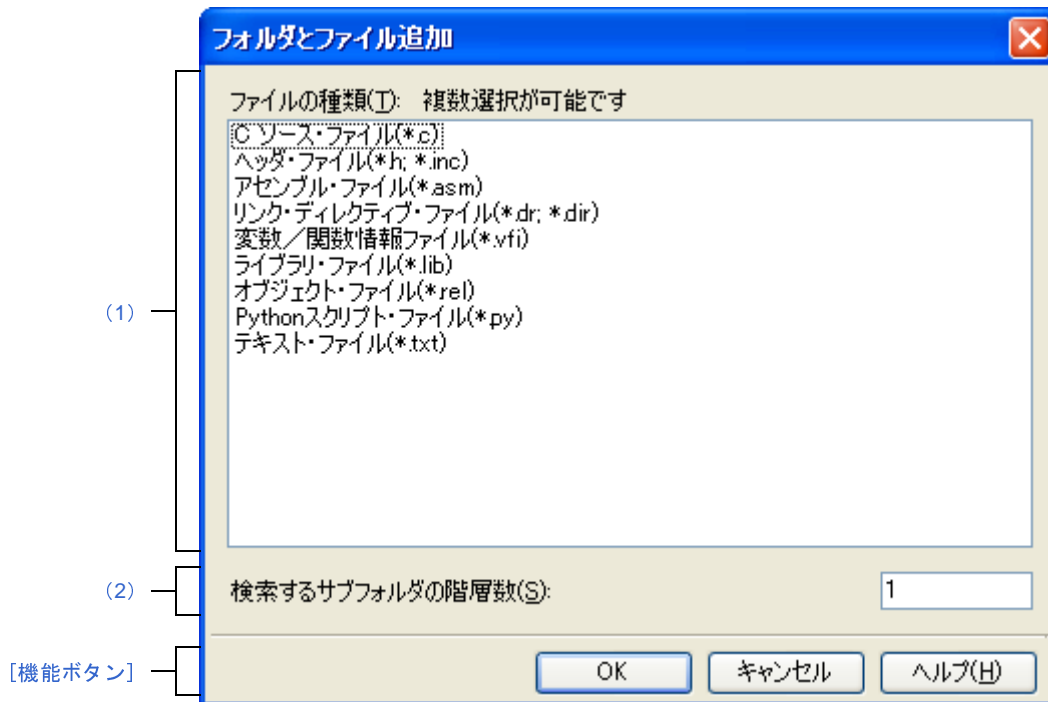 フォルダとファイル追加
ファイルの種類(T): 複数選択が可能です
C ソース・ファイル(*.c)
ヘッダ・ファイル(*.h; *.inc)
アセンブル・ファイル(*.asm)
リンク・ディレクティブ・ファイル(*.dr; *.dir)
変数／関数情報ファイル(*.vfi)
ライブラリ・ファイル(*.lib)
オブジェクト・ファイル(*.rel)
(1)
Pythonスクリプト・ファイル(*.py)
テキスト・ファイル(*.txt)
(2)
検索するサブフォルダの階層数(S): 1
[機能ボタン]
OK キャンセル ヘルプ(H)